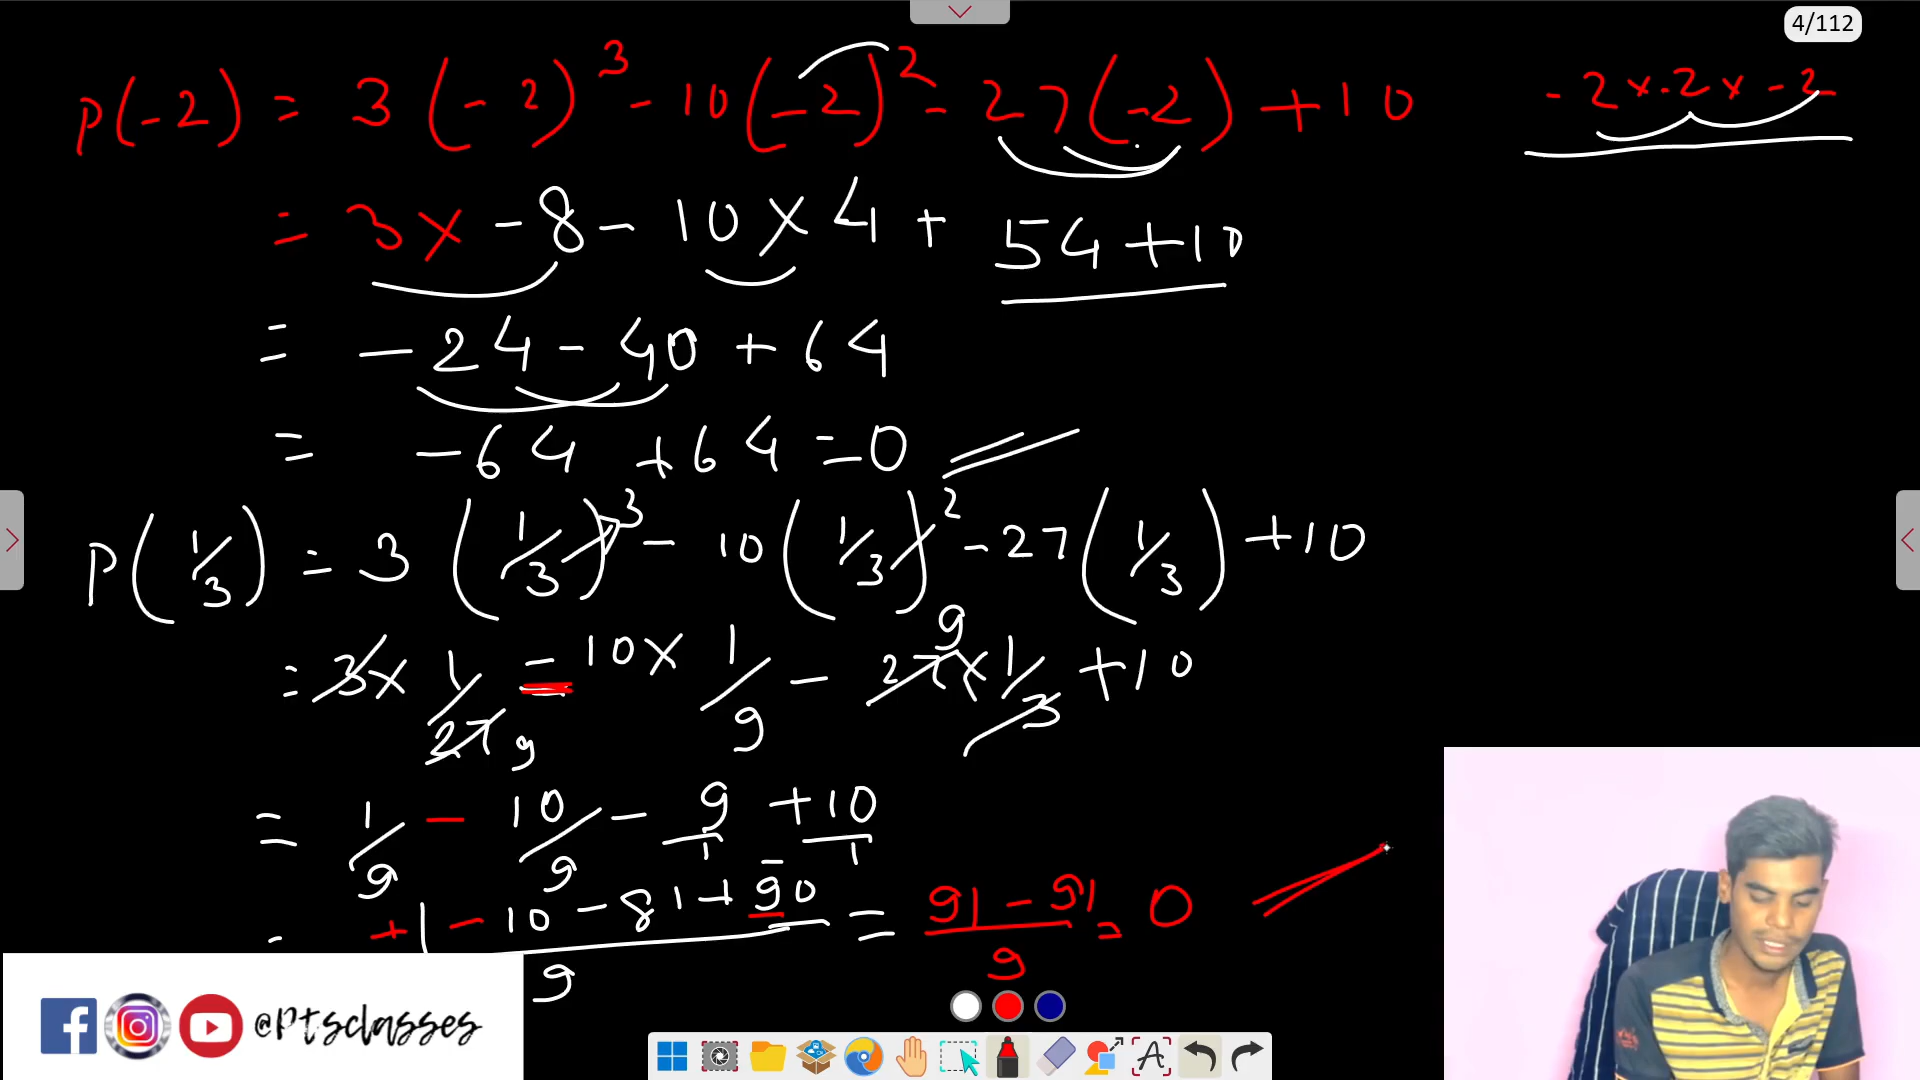 4/112
P(-2) = 3(-2)³ - 10(-2)² - 27(-2) + 10
-2×-2×-2
= 3× -8 - 10×4 + 54+10
= -24 - 40 + 64
= -64 +64 =0
P(1/3) = 3(1/3)³ - 10(1/3)² -27(1/3) +10
= 3× 1/27 9 - 10× 1/9 - 27×1/3 9 +10
= 1/9 - 10/9 - 9/1 +10/1
= +1 - 10 - 81 + 90 / 9 = 91 - 91 / 9 = 0
@Ptsclasses